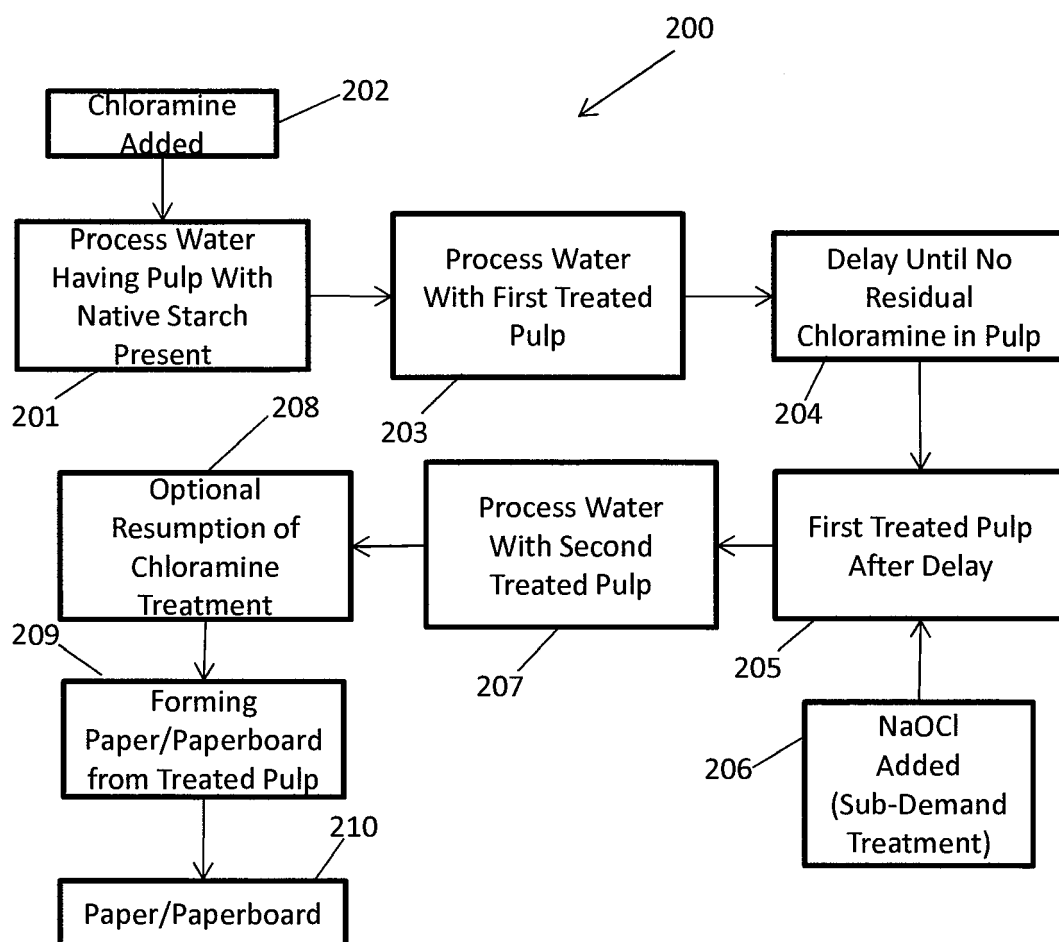 200
Chloramine
Added
202
Process Water
Having Pulp With
Native Starch
Present
201
Process Water
With First Treated
Pulp
203
Delay Until No
Residual
Chloramine in Pulp
204
First Treated Pulp
After Delay
205
NaOCl
Added
(Sub-Demand
Treatment)
206
Process Water
With Second
Treated Pulp
207
Optional
Resumption of
Chloramine
Treatment
208
209
Forming
Paper/Paperboard
from Treated Pulp
210
Paper/Paperboard